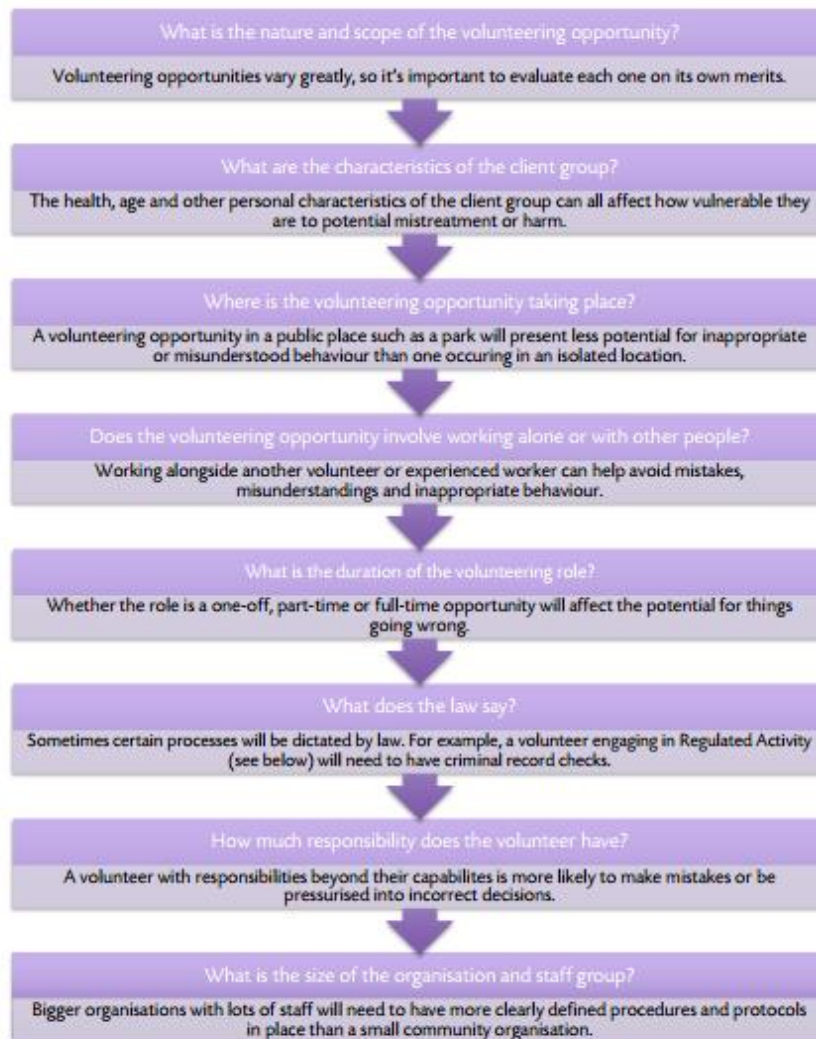 What is the nature and scope of the volunteering opportunity?
Volunteering opportunities vary greatly, so it's important to evaluate each one on its own merits.
What are the characteristics of the client group?
The health, age and other personal characteristics of the client group can all affect how vulnerable they
are to potential mistreatment or harm.
Where is the volunteering opportunity taking place?
A volunteering opportunity in a public place such as a park will present less potential for inappropriate
or misunderstood behaviour than one occuring in an isolated location.
Does the volunteering opportunity involve working alone or with other people?
Working alongside another volunteer or experienced worker can help avoid mistakes,
misunderstandings and inappropriate behaviour.
What is the duration of the volunteering role?
Whether the role is a one-off, part-time or full-time opportunity will affect the potential for things
going wrong.
What does the law say?
Sometimes certain processes will be dictated by law. For example, a volunteer engaging in Regulated Activity
(see below) will need to have criminal record checks.
How much responsibility does the volunteer have?
A volunteer with responsibilities beyond their capabilites is more likely to make mistakes or be
pressurised into incorrect decisions.
What is the size of the organisation and staff group?
Bigger organisations with lots of staff will need to have more clearly defined procedures and protocols
in place than a small community organisation.